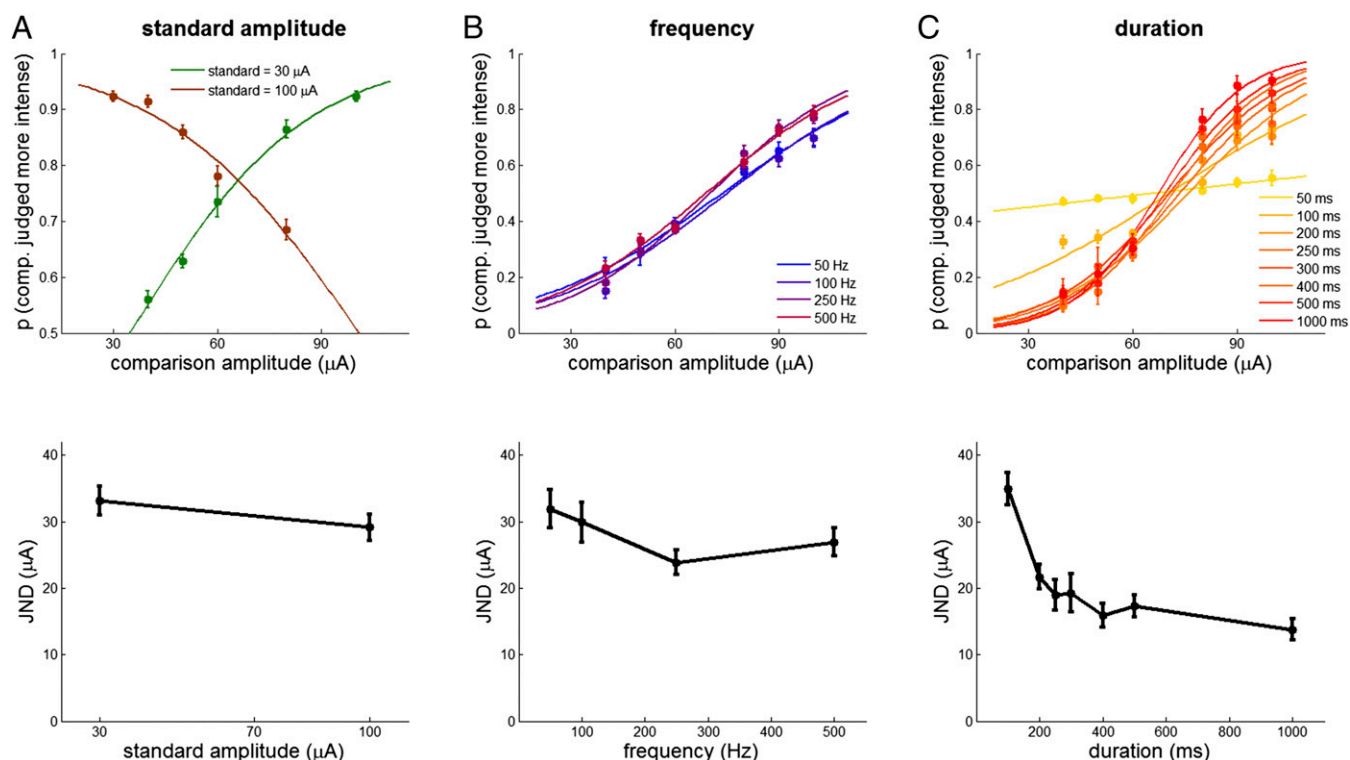 A standard amplitude
p (comp. judged more intense)
1
0.9
0.8
0.7
0.6
0.5
standard = 30 μA
standard = 100 μA
30 60 90
comparison amplitude (μA)
B frequency
p (comp. judged more intense)
1
0.8
0.6
0.4
0.2
0
50 Hz
100 Hz
250 Hz
500 Hz
30 60 90
comparison amplitude (μA)
C duration
p (comp. judged more intense)
1
0.8
0.6
0.4
0.2
0
50 ms
100 ms
200 ms
250 ms
300 ms
400 ms
500 ms
1000 ms
30 60 90
comparison amplitude (μA)
JND (μA)
40
30
20
10
0
30 70 100
standard amplitude (μA)
JND (μA)
40
30
20
10
0
0 100 200 300 400 500
frequency (Hz)
JND (μA)
40
30
20
10
0
200 400 600 800 1000
duration (ms)